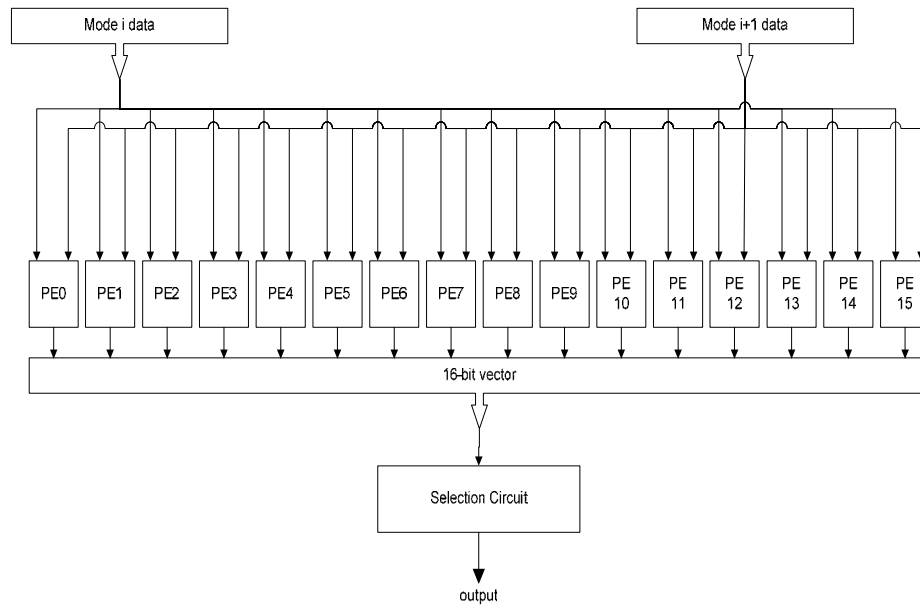 Mode i data
Mode i+1 data
PE0
PE1
PE2
PE3
PE4
PE5
PE6
PE7
PE8
PE9
PE
10
PE
11
PE
12
PE
13
PE
14
PE
15
16-bit vector
Selection Circuit
output